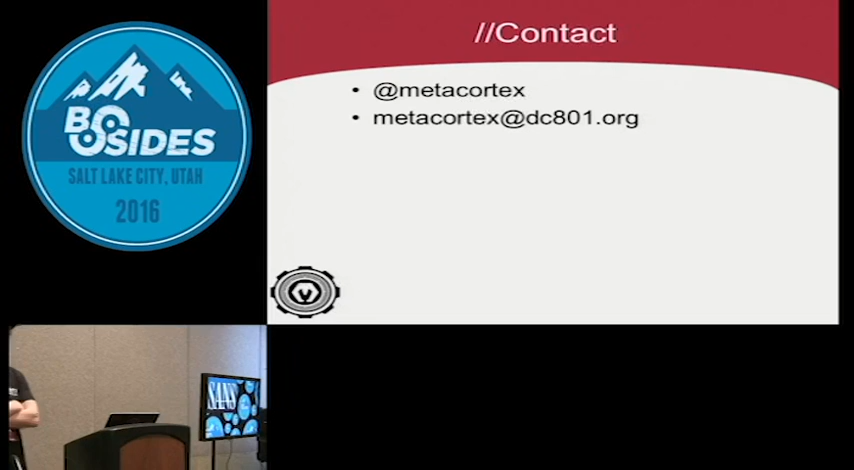 //Contact
• @metacortex
• metacortex@dc801.org
BSIDES
SALT LAKE CITY, UTAH
2016
SANS